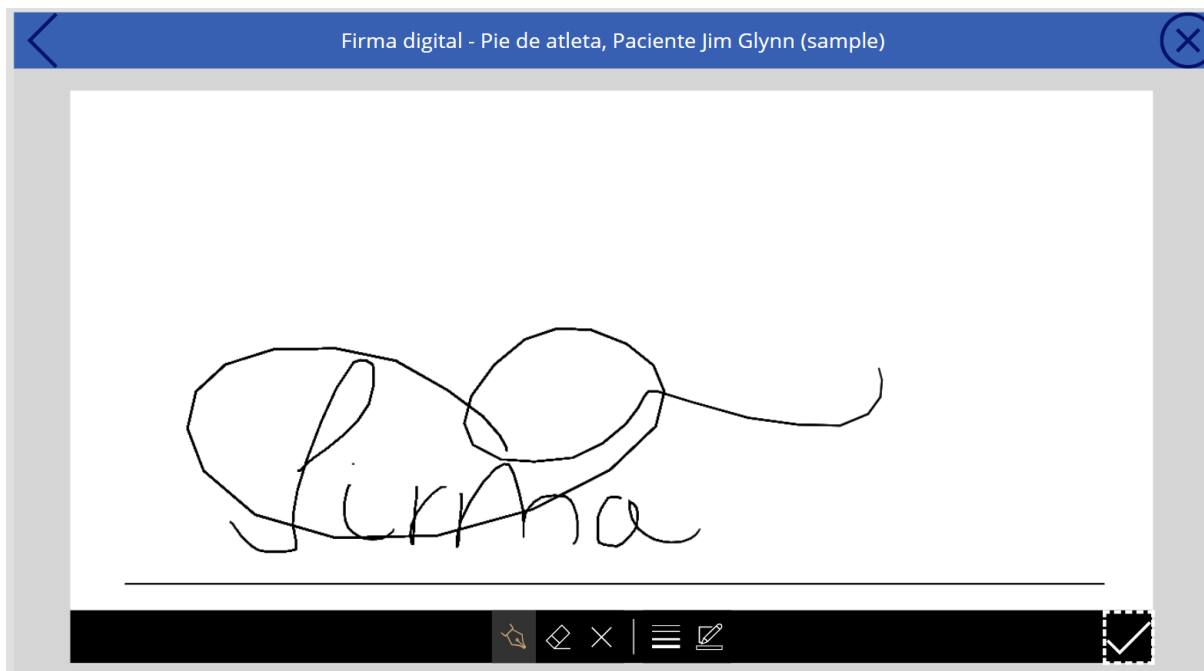 Firma digital - Pie de atleta, Paciente Jim Glynn (sample)
Firma